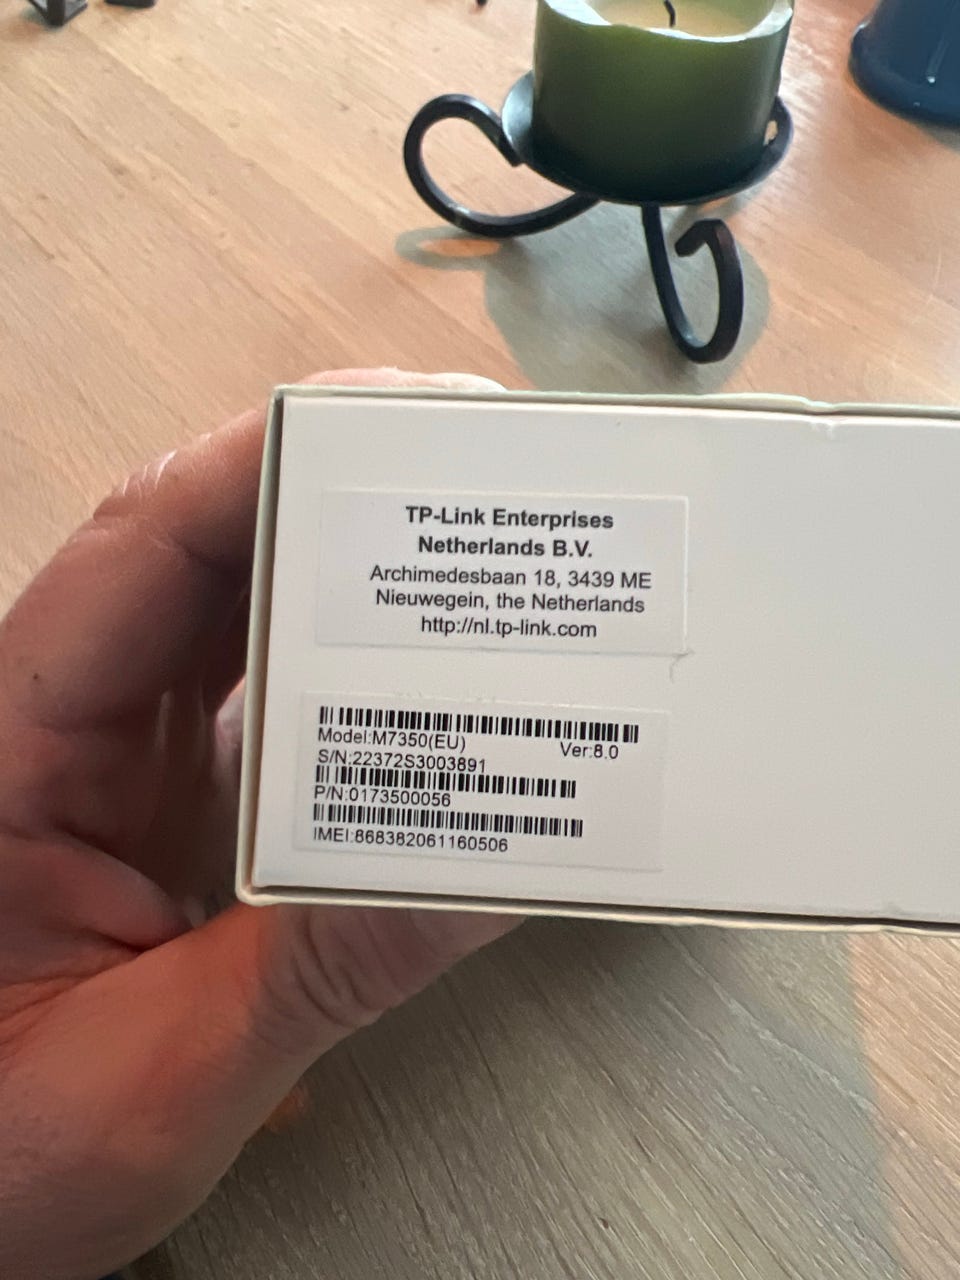 TP-Link Enterprises
Netherlands B.V.
Archimedesbaan 18, 3439 ME
Nieuwegein, the Netherlands
http://nl.tp-link.com
Model:M7350(EU) Ver:8.0
S/N:22372S3003891
P/N:0173500056
IMEI:868382061160506